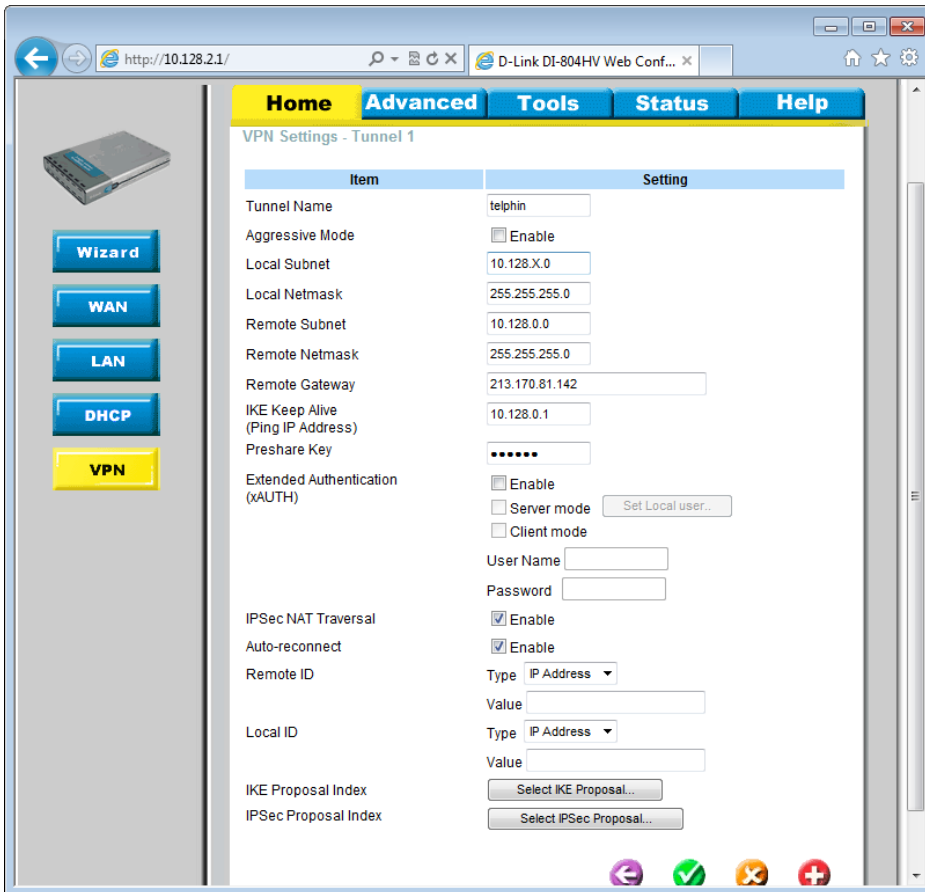 http://10.128.2.1/
D-Link DI-804HV Web Conf...
Home Advanced Tools Status Help
VPN Settings - Tunnel 1
Item Setting
Tunnel Name telphin
Aggressive Mode Enable
Local Subnet 10.128.X.0
Local Netmask 255.255.255.0
Remote Subnet 10.128.0.0
Remote Netmask 255.255.255.0
Remote Gateway 213.170.81.142
IKE Keep Alive
(Ping IP Address) 10.128.0.1
Preshare Key ••••••
Extended Authentication
(xAUTH) Enable
Server mode Set Local user..
Client mode
User Name
Password
IPSec NAT Traversal Enable
Auto-reconnect Enable
Remote ID Type IP Address
Value
Local ID Type IP Address
Value
IKE Proposal Index Select IKE Proposal...
IPSec Proposal Index Select IPSec Proposal...
Wizard
WAN
LAN
DHCP
VPN